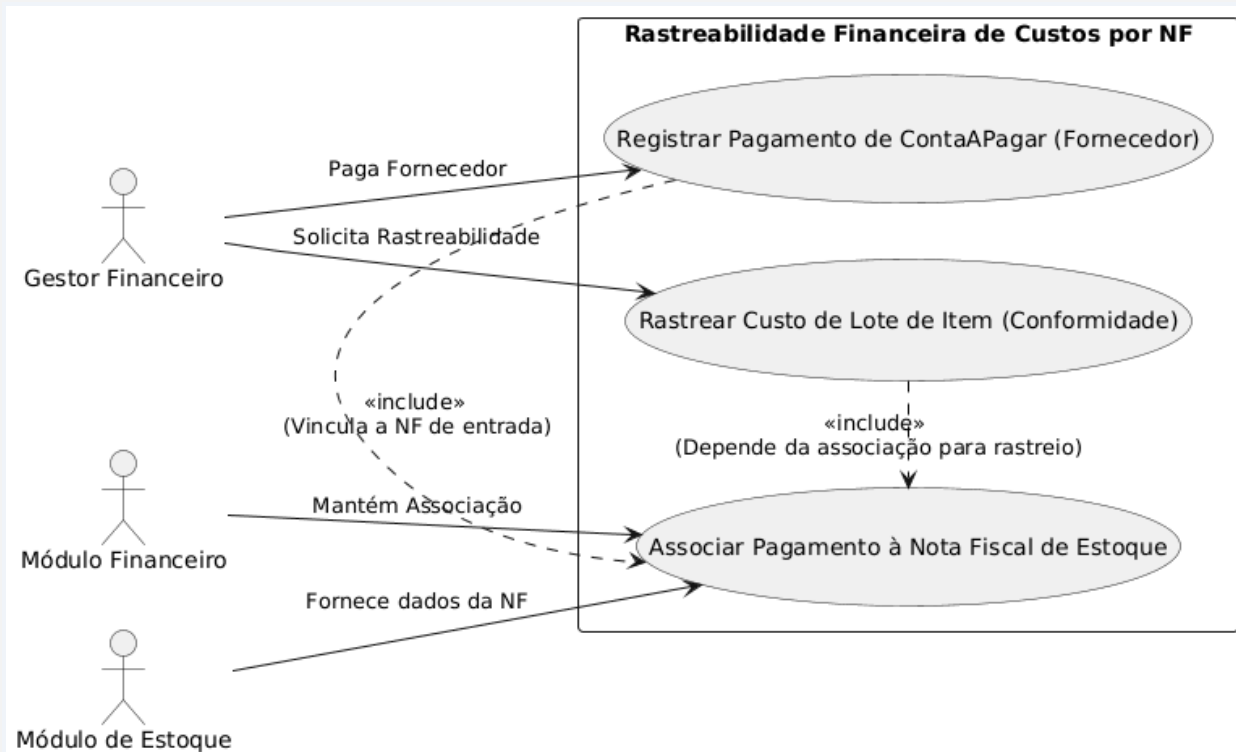 Rastreabilidade Financeira de Custos por NF
Registrar Pagamento de ContaAPagar (Fornecedor)
Paga Fornecedor
Solicita Rastreabilidade
Gestor Financeiro
Rastrear Custo de Lote de Item (Conformidade)
«include»
(Vincula a NF de entrada)
«include»
(Depende da associação para rastreio)
Mantém Associação
Módulo Financeiro
Associar Pagamento à Nota Fiscal de Estoque
Fornece dados da NF
Módulo de Estoque